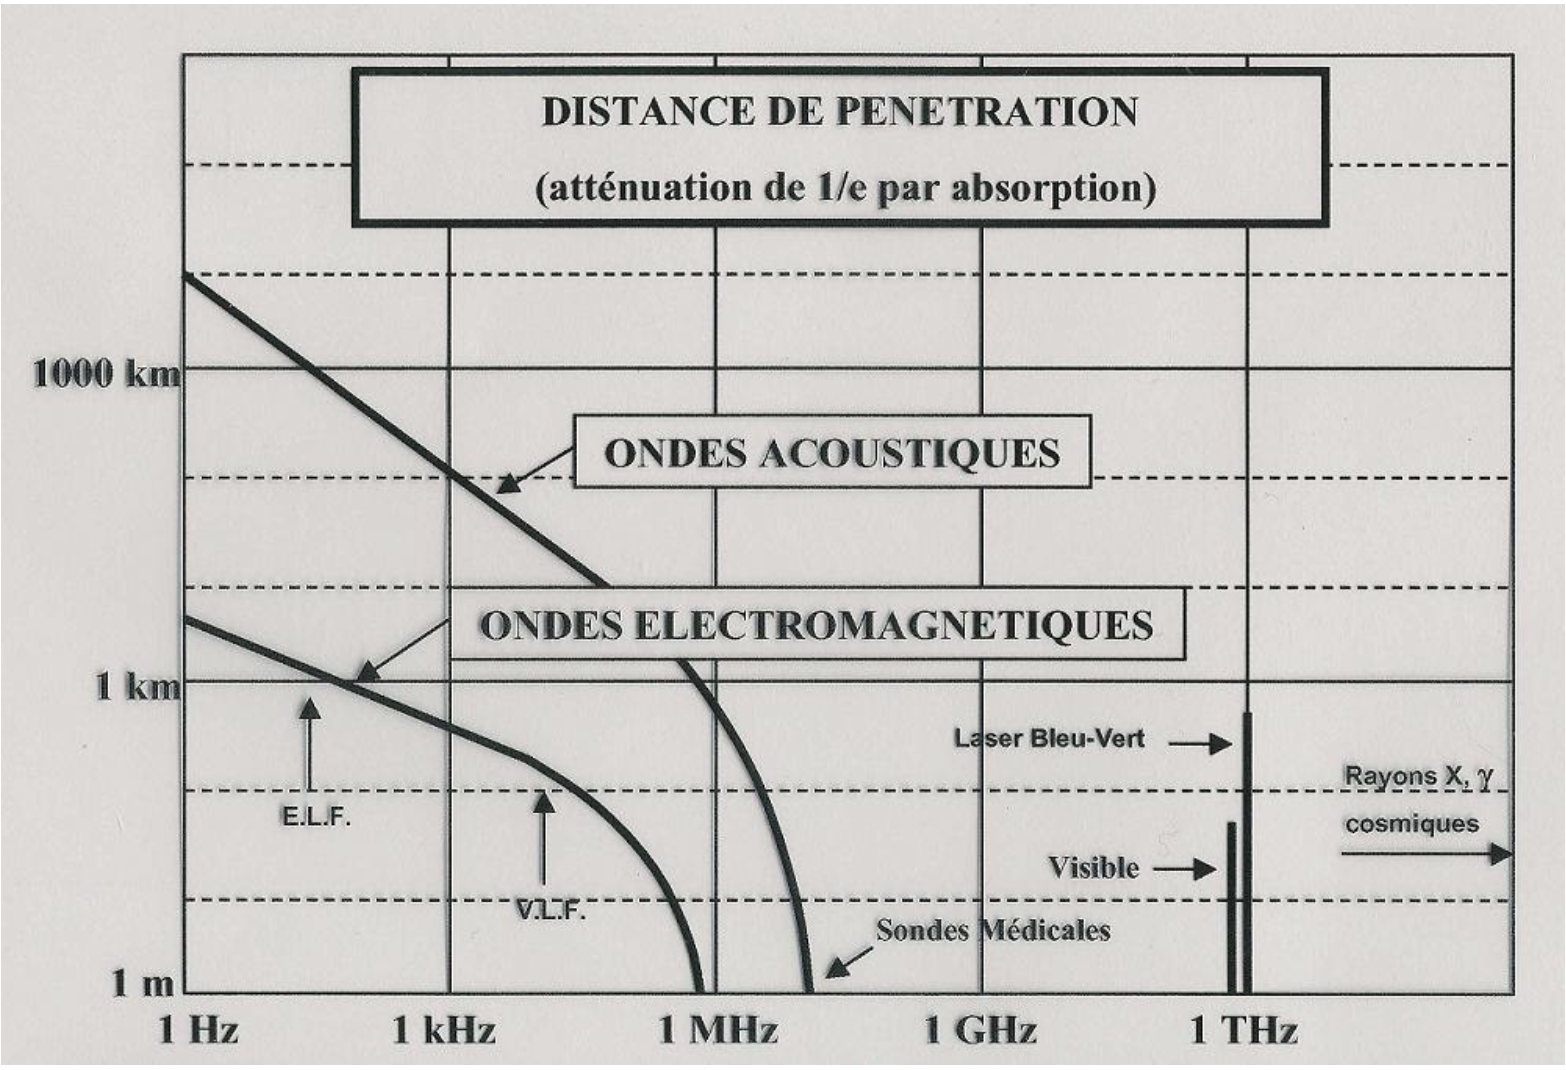 DISTANCE DE PENETRATION
(atténuation de 1/e par absorption)
1000 km
ONDES ACOUSTIQUES
ONDES ELECTROMAGNETIQUES
1 km
Laser Bleu-Vert
Rayons X, γ
cosmiques
E.L.F.
Visible
V.L.F.
Sondes Médicales
1 m
1 Hz
1 kHz
1 MHz
1 GHz
1 THz